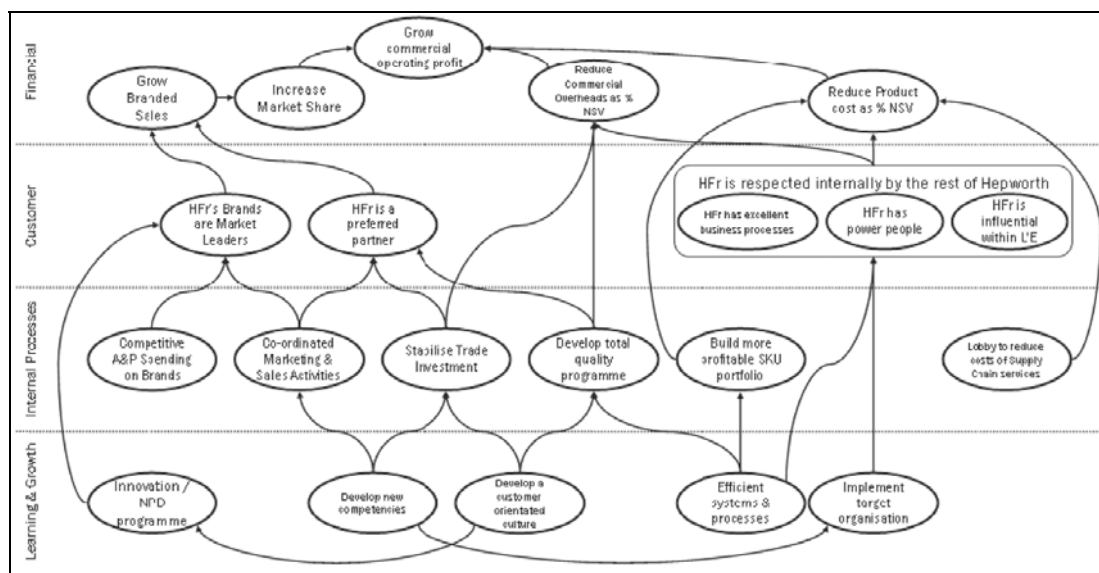 Financial
Grow
commercial
operating profit
Grow
Branded
Sales
Increase
Market Share
Reduce
Commercial
Overheads as %
NSV
Reduce Product
cost as % NSV
Customer
HFr's Brands
are Market
Leaders
HFr is a
preferred
partner
HFr is respected internally by the rest of Hepworth
HFr has excellent
business processes
HFr has
power people
HFr is
influential
within L'E
Internal Processes
Competitive
A&P Spending
on Brands
Co-ordinated
Marketing &
Sales Activities
Stabilise Trade
Investment
Develop total
quality
programme
Build more
profitable SKU
portfolio
Lobby to reduce
costs of Supply
Chain services
Learning & Growth
Innovation /
NPD
programme
Develop new
competencies
Develop a
customer
orientated
culture
Efficient
systems &
processes
Implement
target
organisation